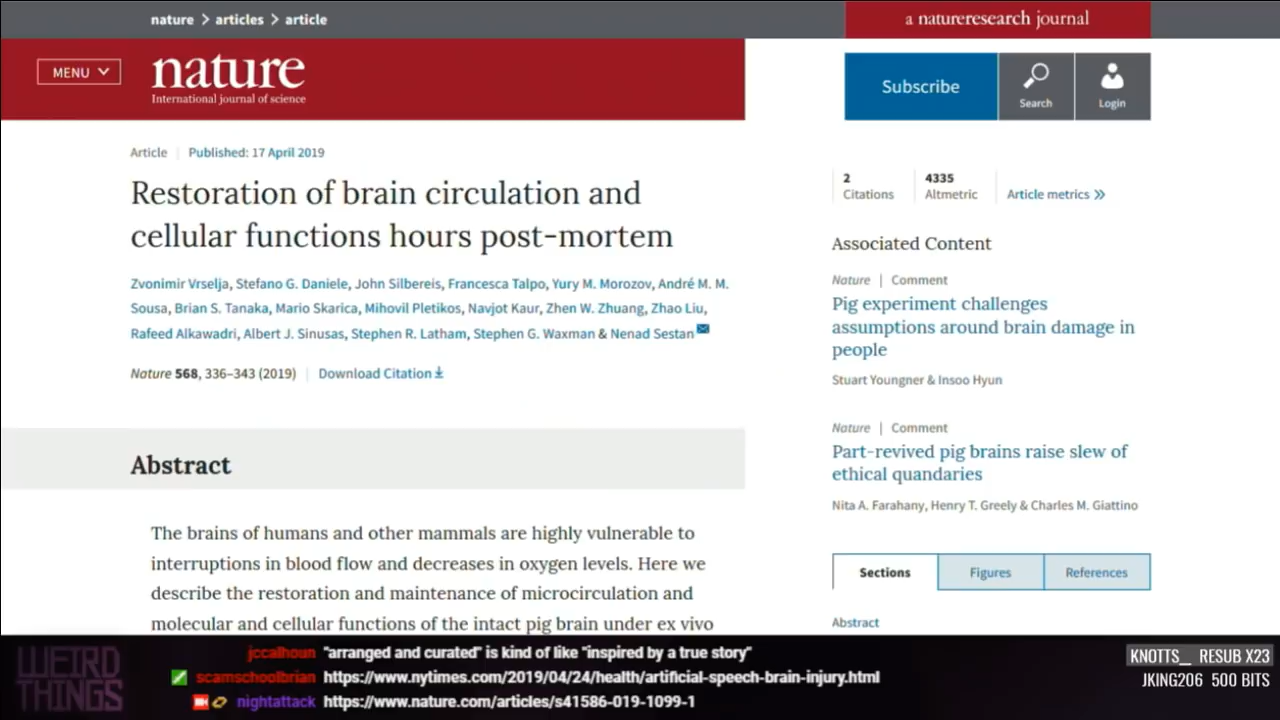 nature > articles > article
a natureresearch journal
MENU
nature
International journal of science
Subscribe
Search
Login
Article | Published: 17 April 2019
Restoration of brain circulation and
cellular functions hours post-mortem
Zvonimir Vrselja, Stefano G. Daniele, John Silbereis, Francesca Talpo, Yury M. Morozov, André M. M.
Sousa, Brian S. Tanaka, Mario Skarica, Mihovil Pletikos, Navjot Kaur, Zhen W. Zhuang, Zhao Liu,
Rafeed Alkawadri, Albert J. Sinusas, Stephen R. Latham, Stephen G. Waxman & Nenad Sestan
Nature 568, 336–343 (2019) | Download Citation
Abstract
The brains of humans and other mammals are highly vulnerable to
interruptions in blood flow and decreases in oxygen levels. Here we
describe the restoration and maintenance of microcirculation and
molecular and cellular functions of the intact pig brain under ex vivo
2
Citations
4335
Altmetric
Article metrics >>
Associated Content
Nature | Comment
Pig experiment challenges
assumptions around brain damage in
people
Stuart Youngner & Insoo Hyun
Nature | Comment
Part-revived pig brains raise slew of
ethical quandaries
Nita A. Farahany, Henry T. Greely & Charles M. Giattino
Sections
Figures
References
Abstract
WEIRD
THINGS
jccalhoun "arranged and curated" is kind of like "inspired by a true story"
scamschoolbrian https://www.nytimes.com/2019/04/24/health/artificial-speech-brain-injury.html
nightattack https://www.nature.com/articles/s41586-019-1099-1
KNOTTS_ RESUB X23
JKING206 500 BITS